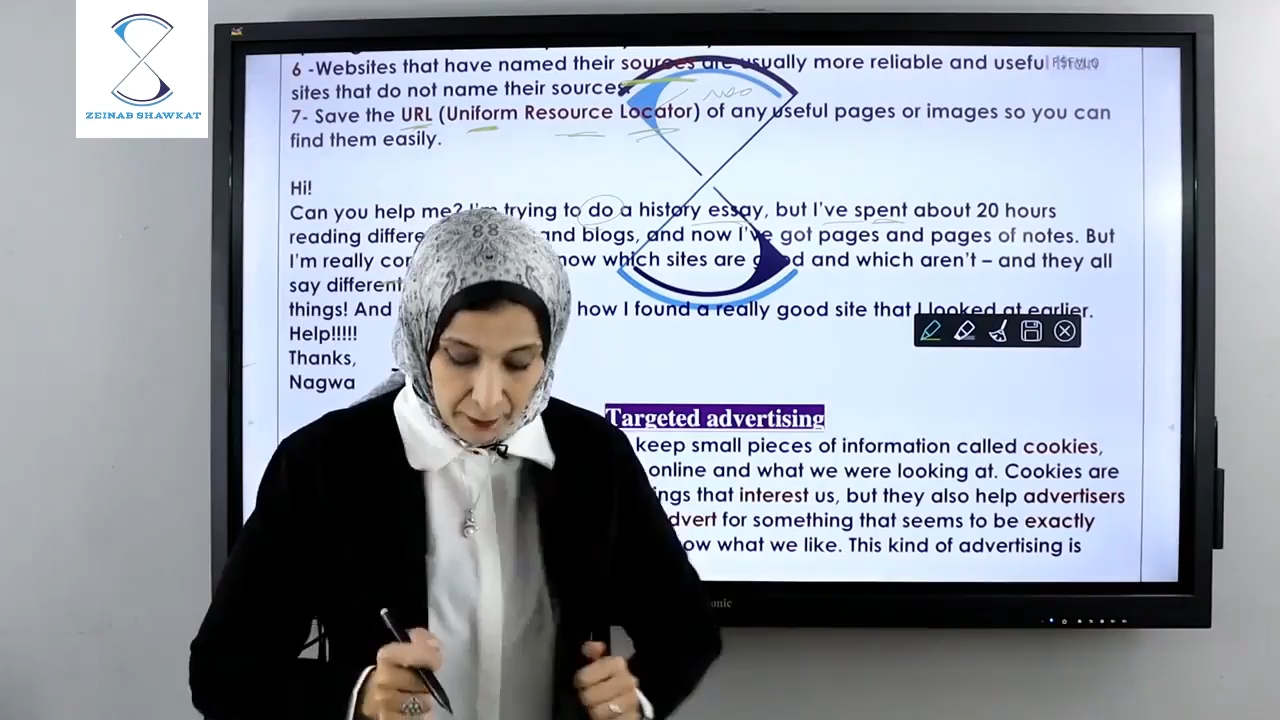 ZEINAB SHAWKAT
6 -Websites that have named their sources are usually more reliable and useful
sites that do not name their sources
7- Save the URL (Uniform Resource Locator) of any useful pages or images so you can
find them easily.
Hi!
Can you help me? I'm trying to do a history essay, but I've spent about 20 hours
reading and blogs, and now I've got pages and pages of notes. But
I'm really which sites are good and which aren't – and they all
say different
things! And how I found a really good site that I looked at earlier.
Help!!!!!
Thanks,
Nagwa
Targeted advertising
keep small pieces of information called cookies,
online and what we were looking at. Cookies are
that interest us, but they also help advertisers
for something that seems to be exactly
what we like. This kind of advertising is